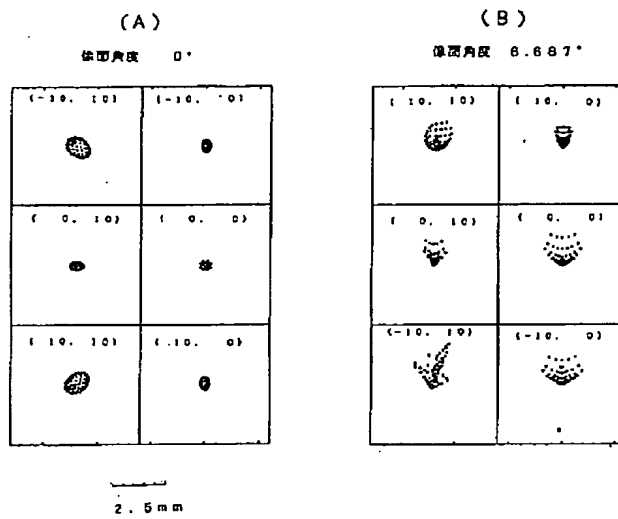 (A)
像面角度 0°
(-10, 10) (-10, 0)
( 0, 10) ( 0, 0)
( 10, 10) ( 10, 0)
2.5mm
(B)
像面角度 6.687°
( 10, 10) ( 10, 0)
( 0, 10) ( 0, 0)
(-10, 10) (-10, 0)